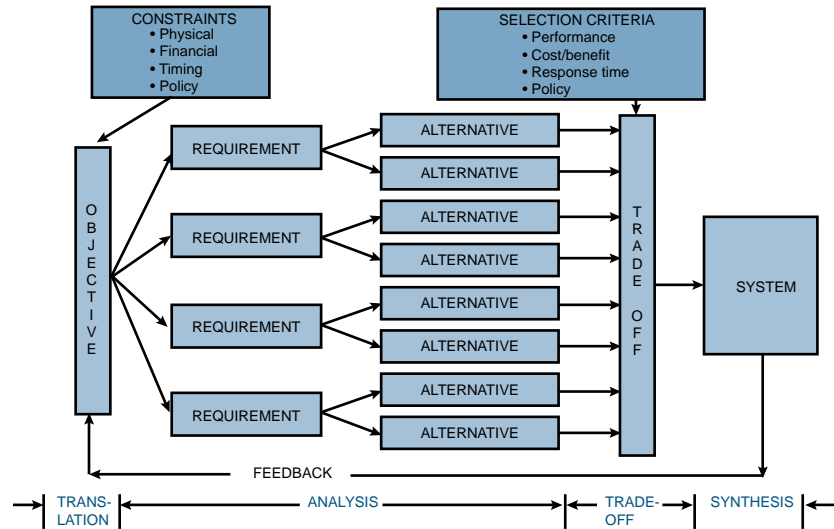 CONSTRAINTS
• Physical
• Financial
• Timing
• Policy
SELECTION CRITERIA
• Performance
• Cost/benefit
• Response time
• Policy
OBJECTIVE
REQUIREMENT
REQUIREMENT
REQUIREMENT
REQUIREMENT
ALTERNATIVE
ALTERNATIVE
ALTERNATIVE
ALTERNATIVE
ALTERNATIVE
ALTERNATIVE
ALTERNATIVE
ALTERNATIVE
TRADE OFF
SYSTEM
FEEDBACK
TRANS-
LATION
ANALYSIS
TRADE-
OFF
SYNTHESIS